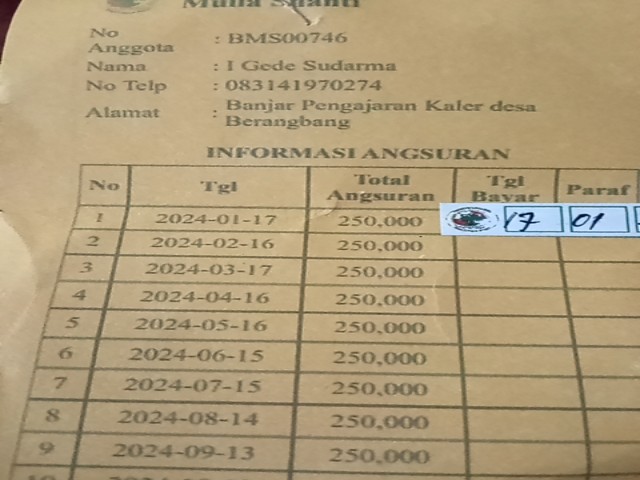 Mulia Shanti
No Anggota : BMS00746
Nama : I Gede Sudarma
No Telp : 083141970274
Alamat : Banjar Pengajaran Kaler desa
Berangbang
INFORMASI ANGSURAN
No Tgl Total Angsuran Tgl Bayar Paraf
1 2024-01-17 250,000 17 01
2 2024-02-16 250,000
3 2024-03-17 250,000
4 2024-04-16 250,000
5 2024-05-16 250,000
6 2024-06-15 250,000
7 2024-07-15 250,000
8 2024-08-14 250,000
9 2024-09-13 250,000